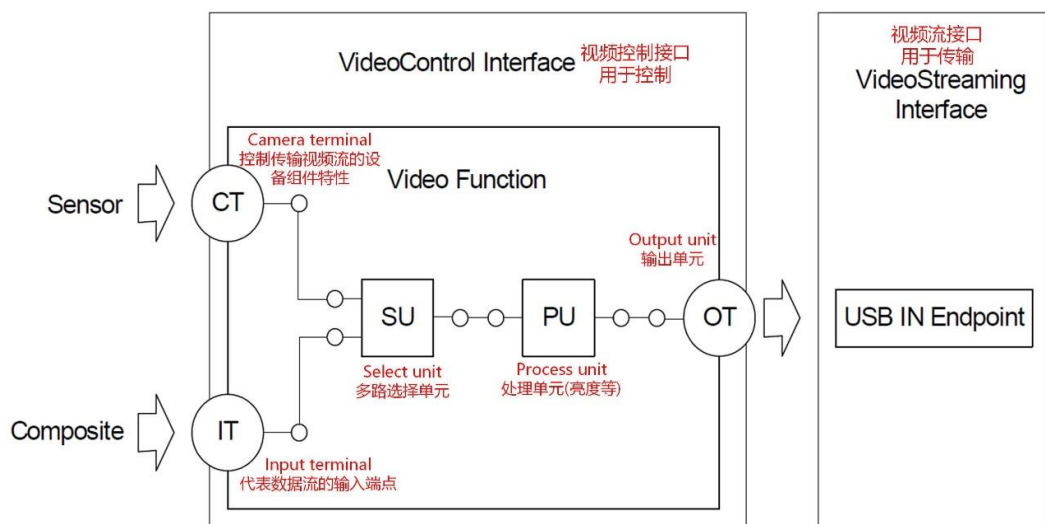 VideoControl Interface
视频控制接口
用于控制
视频流接口
用于传输
VideoStreaming
Interface
Camera terminal
控制传输视频流的设
备组件特性
Video Function
Sensor
CT
Output unit
输出单元
SU
PU
OT
USB IN Endpoint
Select unit
多路选择单元
Process unit
处理单元(亮度等)
Composite
IT
Input terminal
代表数据流的输入端点